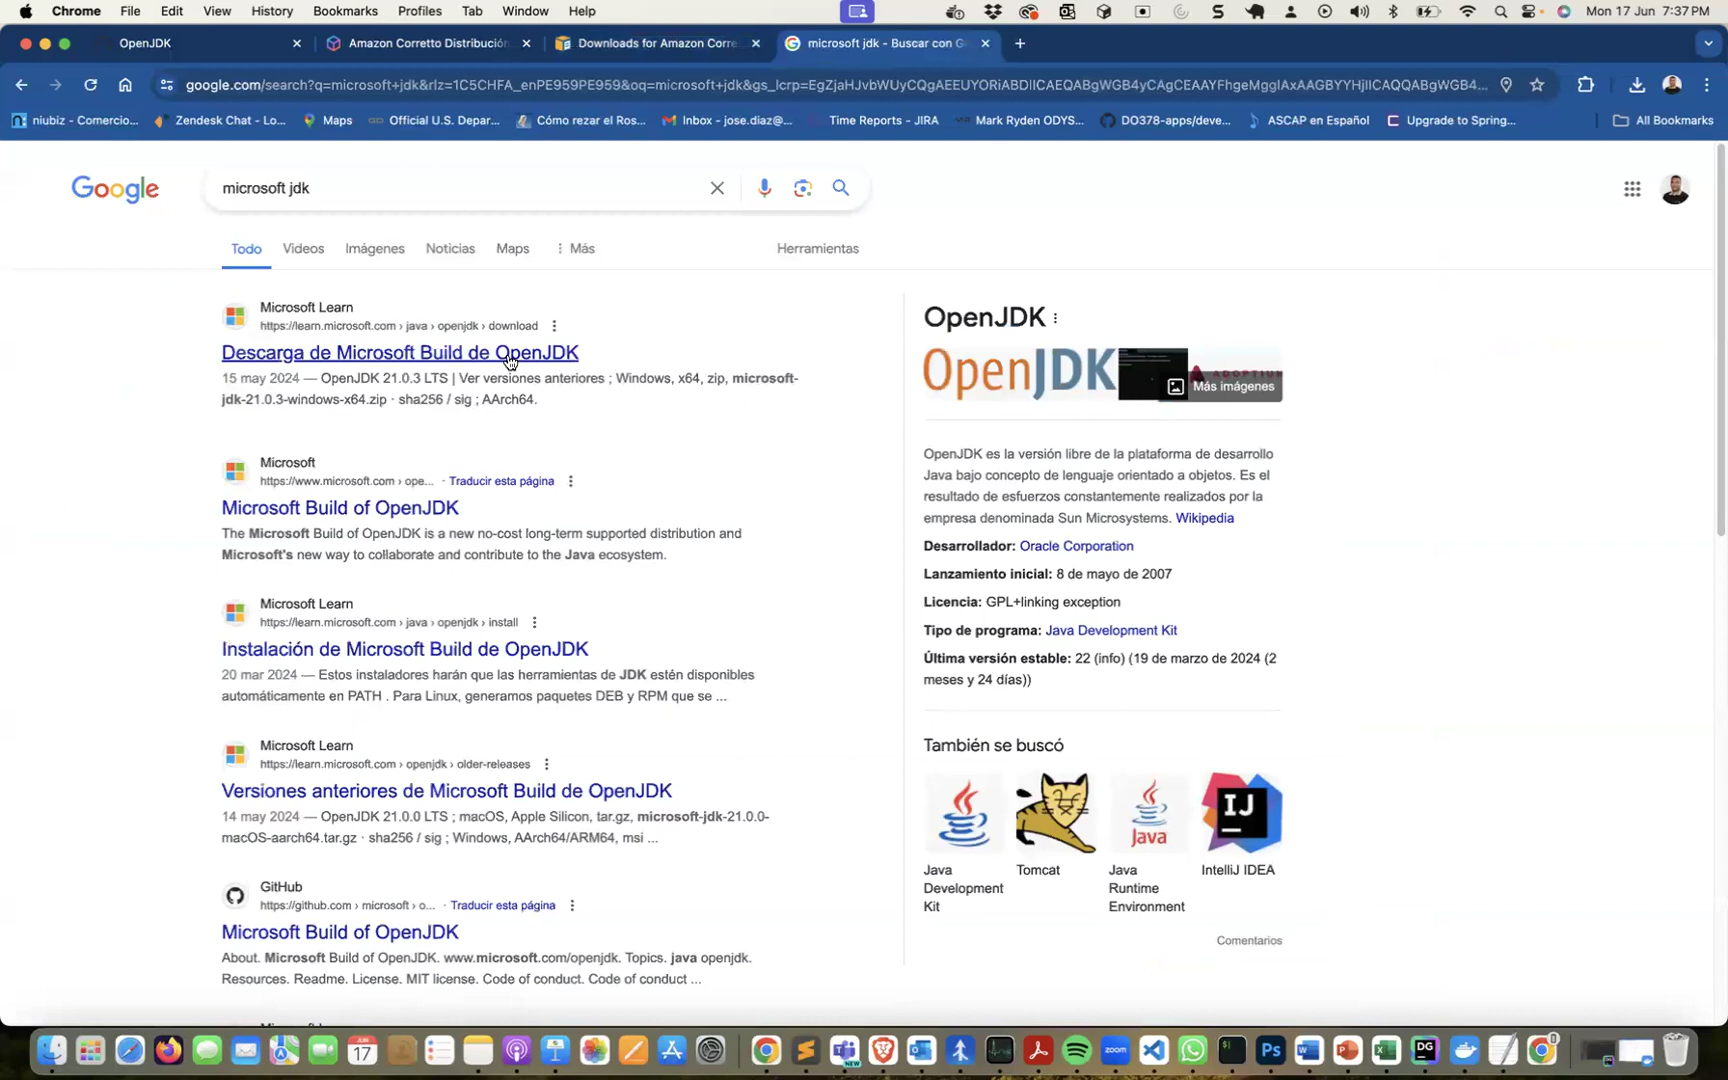 Chrome File Edit View History Bookmarks Profiles Tab Window Help Mon 17 Jun 7:37 PM
OpenJDK Amazon Corretto Distribución Downloads for Amazon Corre... microsoft jdk - Buscar con G
google.com/search?q=microsoft+jdk&rlz=1C5CHFA_enPE959PE959&oq=microsoft+jdk&gs_lcrp=
niubiz - Comercio... Zendesk Chat - Lo... Maps Official U.S. Depar... Cómo rezar el Ros... Inbox - jose.diaz@... Time Reports - JIRA Mark Ryden ODYS... DO378-apps/deve... ASCAP en Español Upgrade to Spring... All Bookmarks
Google microsoft jdk
Todo Videos Imágenes Noticias Maps Más Herramientas
Microsoft Learn
https://learn.microsoft.com › java › openjdk › download
Descarga de Microsoft Build de OpenJDK
15 may 2024 — OpenJDK 21.0.3 LTS | Ver versiones anteriores ; Windows, x64, zip, microsoft-
jdk-21.0.3-windows-x64.zip · sha256 / sig ; AArch64.
Microsoft
https://www.microsoft.com › ope... · Traducir esta página
Microsoft Build of OpenJDK
The Microsoft Build of OpenJDK is a new no-cost long-term supported distribution and
Microsoft's new way to collaborate and contribute to the Java ecosystem.
Microsoft Learn
https://learn.microsoft.com › java › openjdk › install
Instalación de Microsoft Build de OpenJDK
20 mar 2024 — Estos instaladores harán que las herramientas de JDK estén disponibles
automáticamente en PATH . Para Linux, generamos paquetes DEB y RPM que se ...
Microsoft Learn
https://learn.microsoft.com › openjdk › older-releases
Versiones anteriores de Microsoft Build de OpenJDK
14 may 2024 — OpenJDK 21.0.0 LTS ; macOS, Apple Silicon, tar.gz, microsoft-jdk-21.0.0-
macOS-aarch64.tar.gz · sha256 / sig ; Windows, AArch64/ARM64, msi ...
GitHub
https://github.com › microsoft › o... · Traducir esta página
Microsoft Build of OpenJDK
About. Microsoft Build of OpenJDK. www.microsoft.com/openjdk. Topics. java openjdk.
Resources. Readme. License. MIT license. Code of conduct. Code of conduct ...
OpenJDK
OpenJDK
Más imágenes
OpenJDK es la versión libre de la plataforma de desarrollo
Java bajo concepto de lenguaje orientado a objetos. Es el
resultado de esfuerzos constantemente realizados por la
empresa denominada Sun Microsystems. Wikipedia
Desarrollador: Oracle Corporation
Lanzamiento inicial: 8 de mayo de 2007
Licencia: GPL+linking exception
Tipo de programa: Java Development Kit
Última versión estable: 22 (info) (19 de marzo de 2024 (2
meses y 24 días))
También se buscó
Java IJ
Java Development Kit
Tomcat
Java Runtime Environment
IntelliJ IDEA
Comentarios
JUN 17 NEW zoom DG